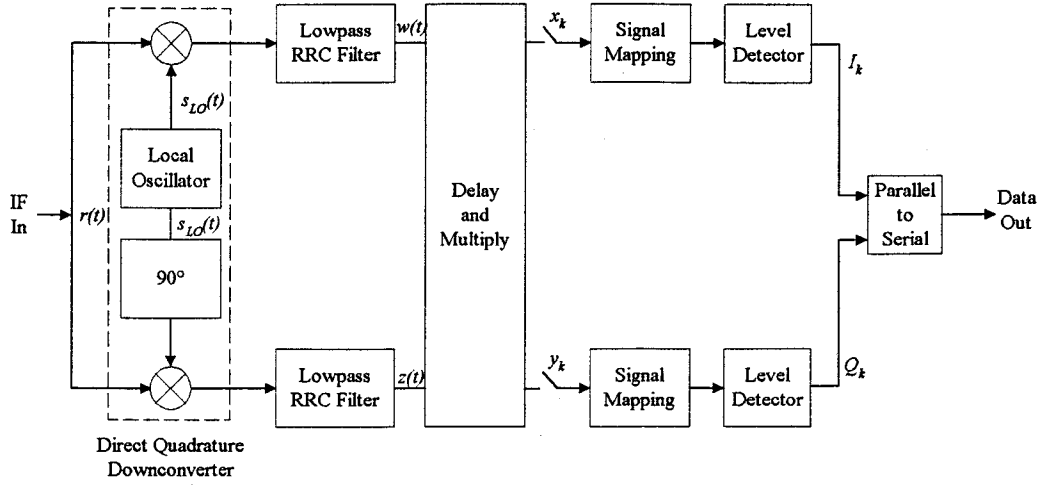 IF
In
r(t)
s_LO(t)
Local
Oscillator
s_LO(t)
90°
Direct Quadrature
Downconverter
Lowpass
RRC Filter
w(t)
Lowpass
RRC Filter
z(t)
Delay
and
Multiply
x_k
Signal
Mapping
Level
Detector
I_k
y_k
Signal
Mapping
Level
Detector
Q_k
Parallel
to
Serial
Data
Out